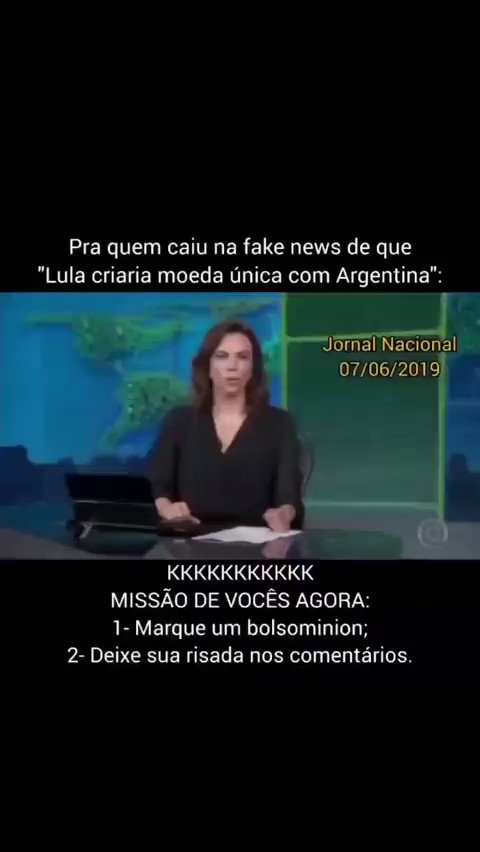 Pra quem caiu na fake news de que
"Lula criaria moeda única com Argentina":
Jornal Nacional
07/06/2019
KKKKKKKKKKK
MISSÃO DE VOCÊS AGORA:
1- Marque um bolsominion;
2- Deixe sua risada nos comentários.